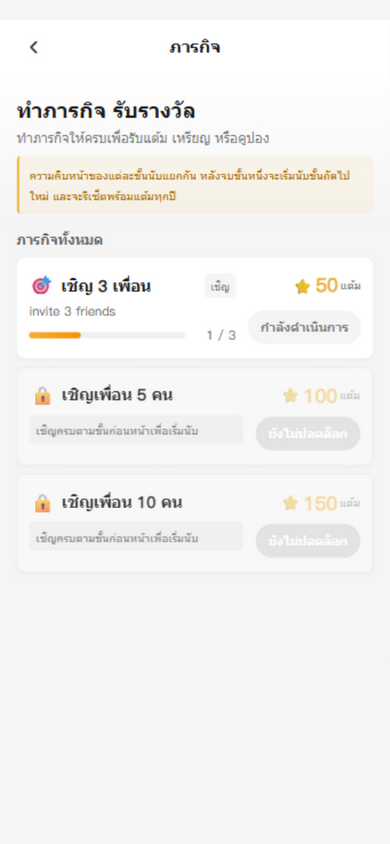 ภารกิจ
ทำภารกิจ รับรางวัล
ทำภารกิจให้ครบเพื่อรับแต้ม เหรียญ หรือคูปอง
ความคืบหน้าของแต่ละขั้นนับแยกกัน หลังจบขั้นหนึ่งจะเริ่มนับขั้นถัดไป
ใหม่ และจะรีเซ็ตพร้อมแต้มทุกปี
ภารกิจทั้งหมด
เชิญ 3 เพื่อน
เชิญ
50 แต้ม
invite 3 friends
1 / 3
กำลังดำเนินการ
เชิญเพื่อน 5 คน
100 แต้ม
เชิญครบตามขั้นก่อนหน้าเพื่อเริ่มนับ
ยังไม่ปลดล็อก
เชิญเพื่อน 10 คน
150 แต้ม
เชิญครบตามขั้นก่อนหน้าเพื่อเริ่มนับ
ยังไม่ปลดล็อก